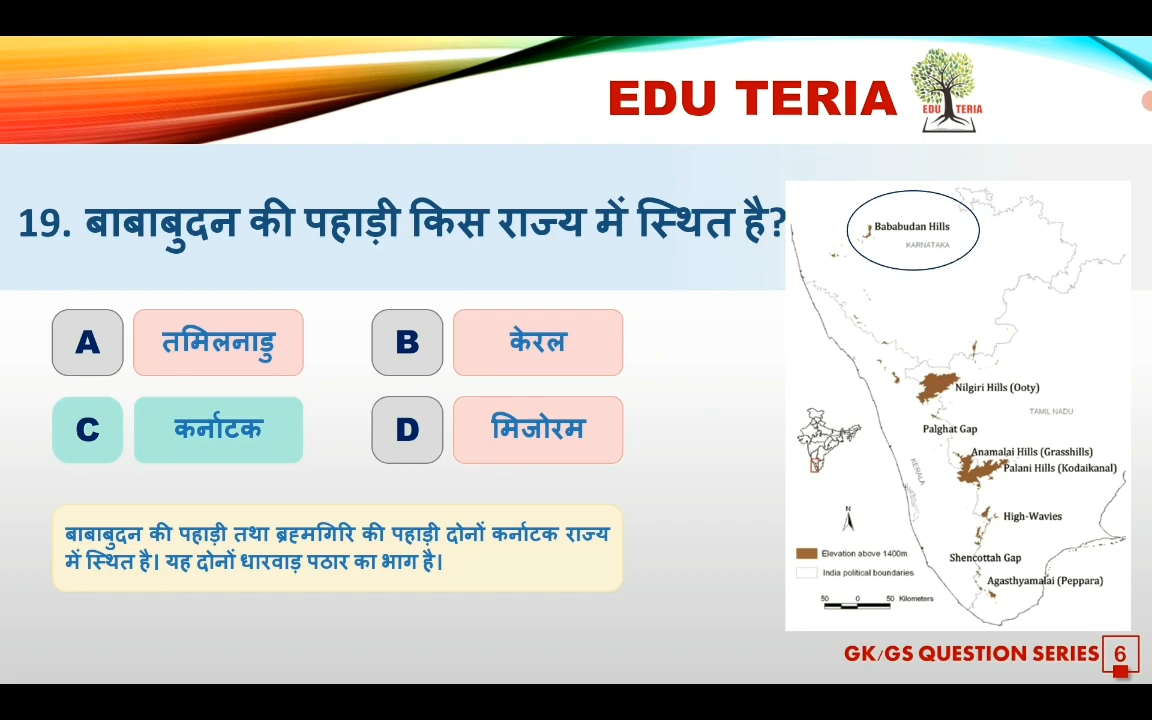 EDU TERIA
EDU TERIA
19. बाबाबुदन की पहाड़ी किस राज्य में स्थित है?
A तमिलनाडु
B केरल
C कर्नाटक
D मिजोरम
बाबाबुदन की पहाड़ी तथा ब्रह्मगिरि की पहाड़ी दोनों कर्नाटक राज्य
में स्थित है। यह दोनों धारवाड़ पठार का भाग है।
Bababudan Hills
KARNATAKA
Nilgiri Hills (Ooty)
TAMIL NADU
Palghat Gap
Anamalai Hills (Grasshills)
KERALA
Palani Hills (Kodaikanal)
N
High-Wavies
Elevation above 1400m
Shencottah Gap
India political boundaries
Agasthyamalai (Peppara)
50 0 50 Kilometers
GK/GS QUESTION SERIES 6